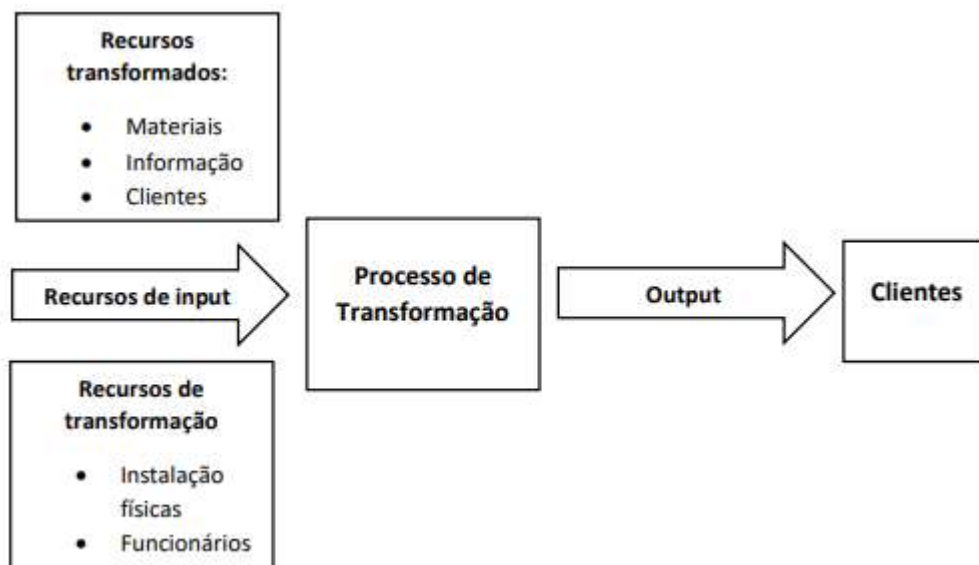 Recursos
transformados:
• Materiais
• Informação
• Clientes
Recursos de input
Processo de
Transformação
Output
Clientes
Recursos de
transformação
• Instalação
físicas
• Funcionários